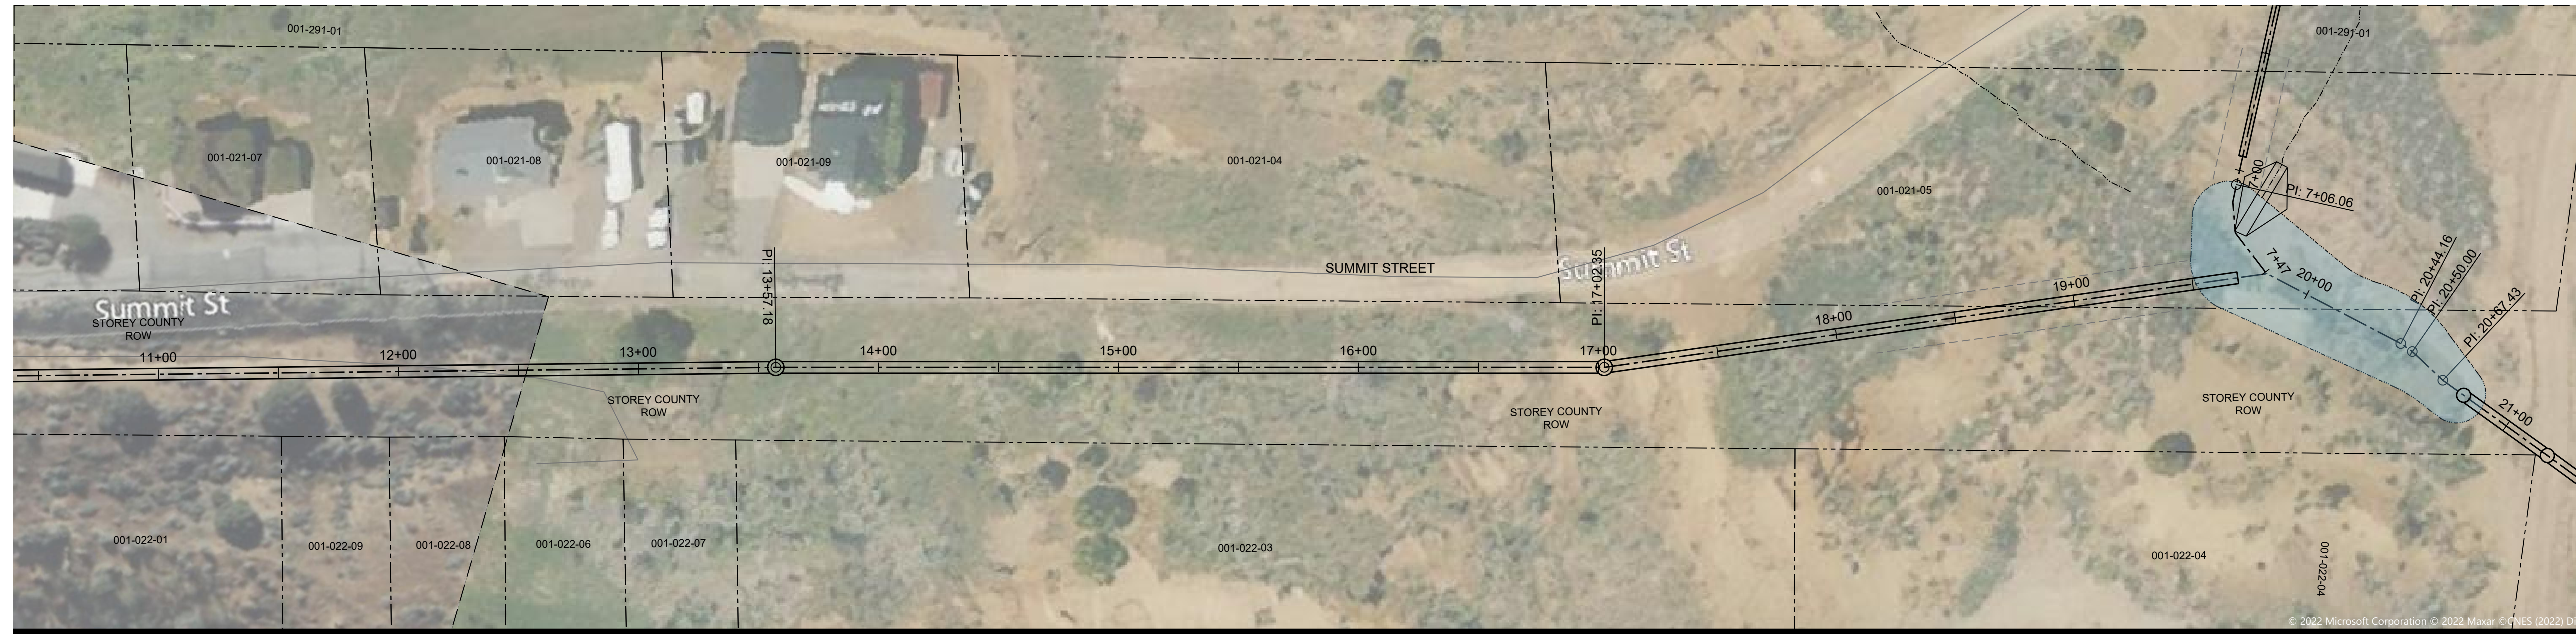 001-291-01
001-291-01
001-021-07
001-021-08
001-021-09
001-021-04
001-021-05
7+00
PI: 7+06.06
SUMMIT STREET
Summit St
Summit St
STOREY COUNTY
ROW
PI: 13+57.18
PI: 17+02.35
7+47
20+00
PI: 20+44.16
PI: 20+50.00
PI: 20+67.43
11+00
12+00
13+00
14+00
15+00
16+00
17+00
18+00
19+00
21+00
STOREY COUNTY
ROW
STOREY COUNTY
ROW
STOREY COUNTY
ROW
001-022-01
001-022-09
001-022-08
001-022-06
001-022-07
001-022-03
001-022-04
001-022-04
© 2022 Microsoft Corporation © 2022 Maxar ©CNES (2022) D